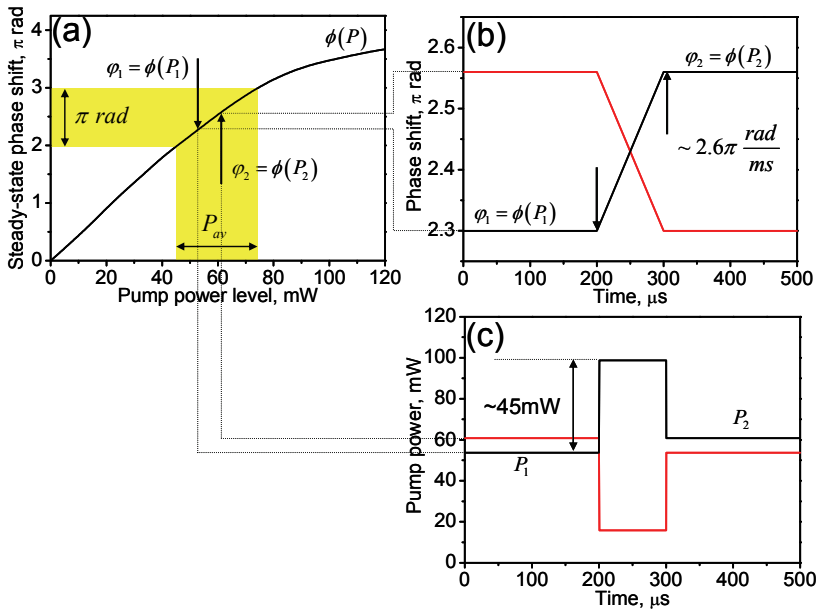 (a)
Steady-state phase shift, π rad
4
3
2
1
0
φ₁ = ϕ(P₁)
ϕ(P)
π rad
φ₂ = ϕ(P₂)
P_av
0 20 40 60 80 100 120
Pump power level, mW
(b)
Phase shift, π rad
2.6
2.5
2.4
2.3
φ₂ = ϕ(P₂)
~ 2.6π rad/ms
φ₁ = ϕ(P₁)
0 100 200 300 400 500
Time, μs
(c)
Pump power, mW
120
100
80
60
40
20
0
~45mW
P₂
P₁
0 100 200 300 400 500
Time, μs